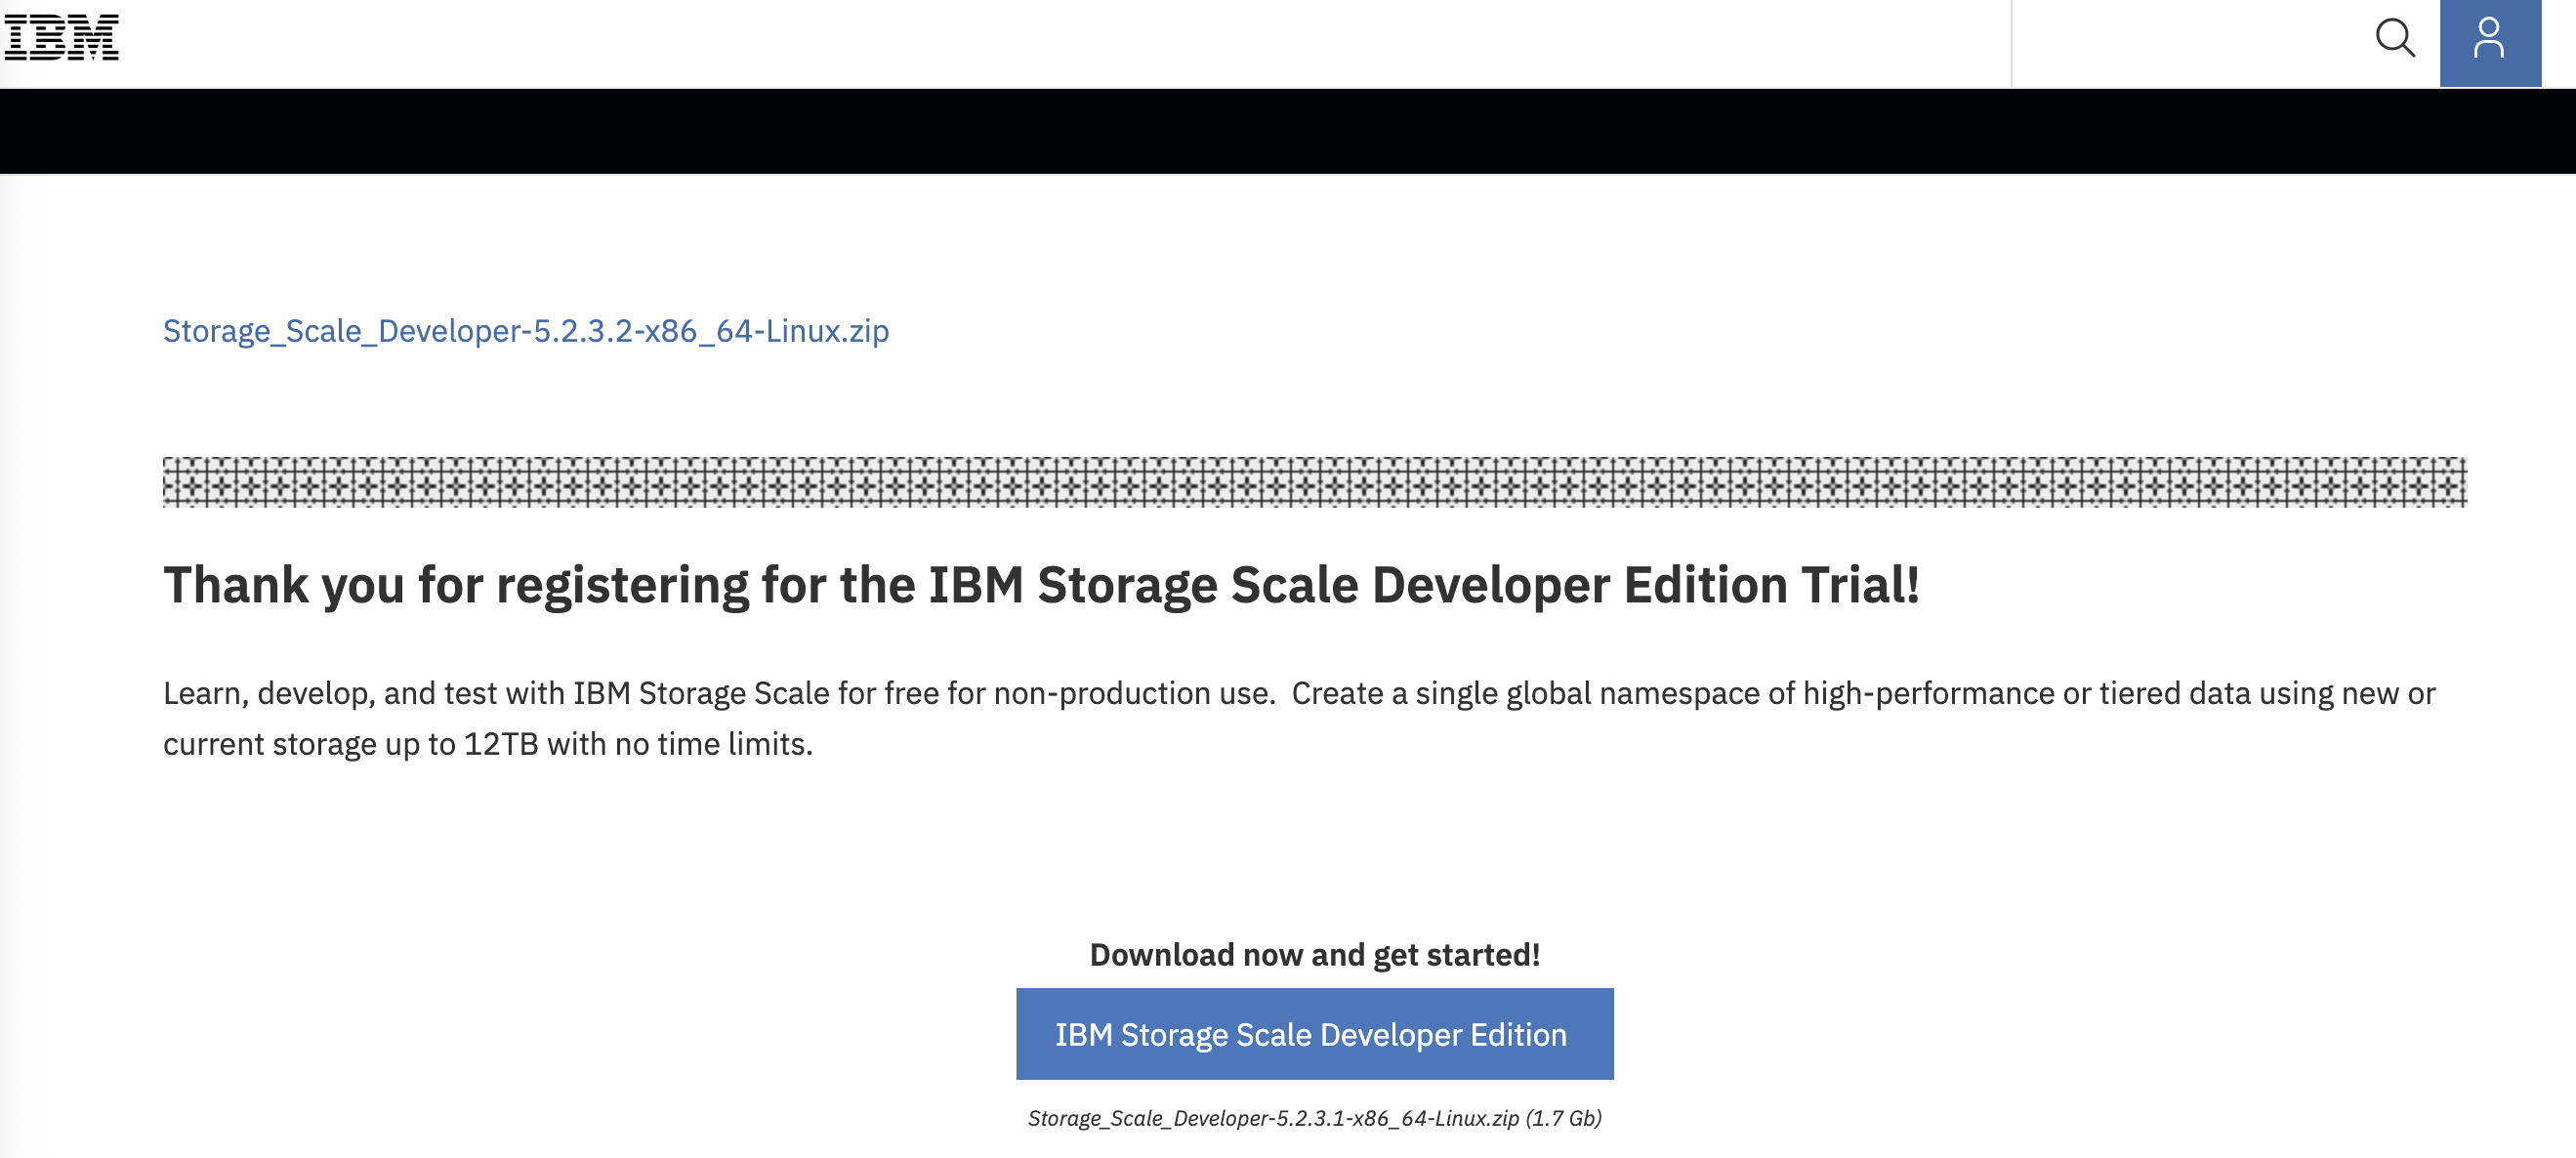 IBM
Storage_Scale_Developer-5.2.3.2-x86_64-Linux.zip
Thank you for registering for the IBM Storage Scale Developer Edition Trial!
Learn, develop, and test with IBM Storage Scale for free for non-production use.  Create a single global namespace of high-performance or tiered data using new or
current storage up to 12TB with no time limits.
Download now and get started!
IBM Storage Scale Developer Edition
Storage_Scale_Developer-5.2.3.1-x86_64-Linux.zip (1.7 Gb)